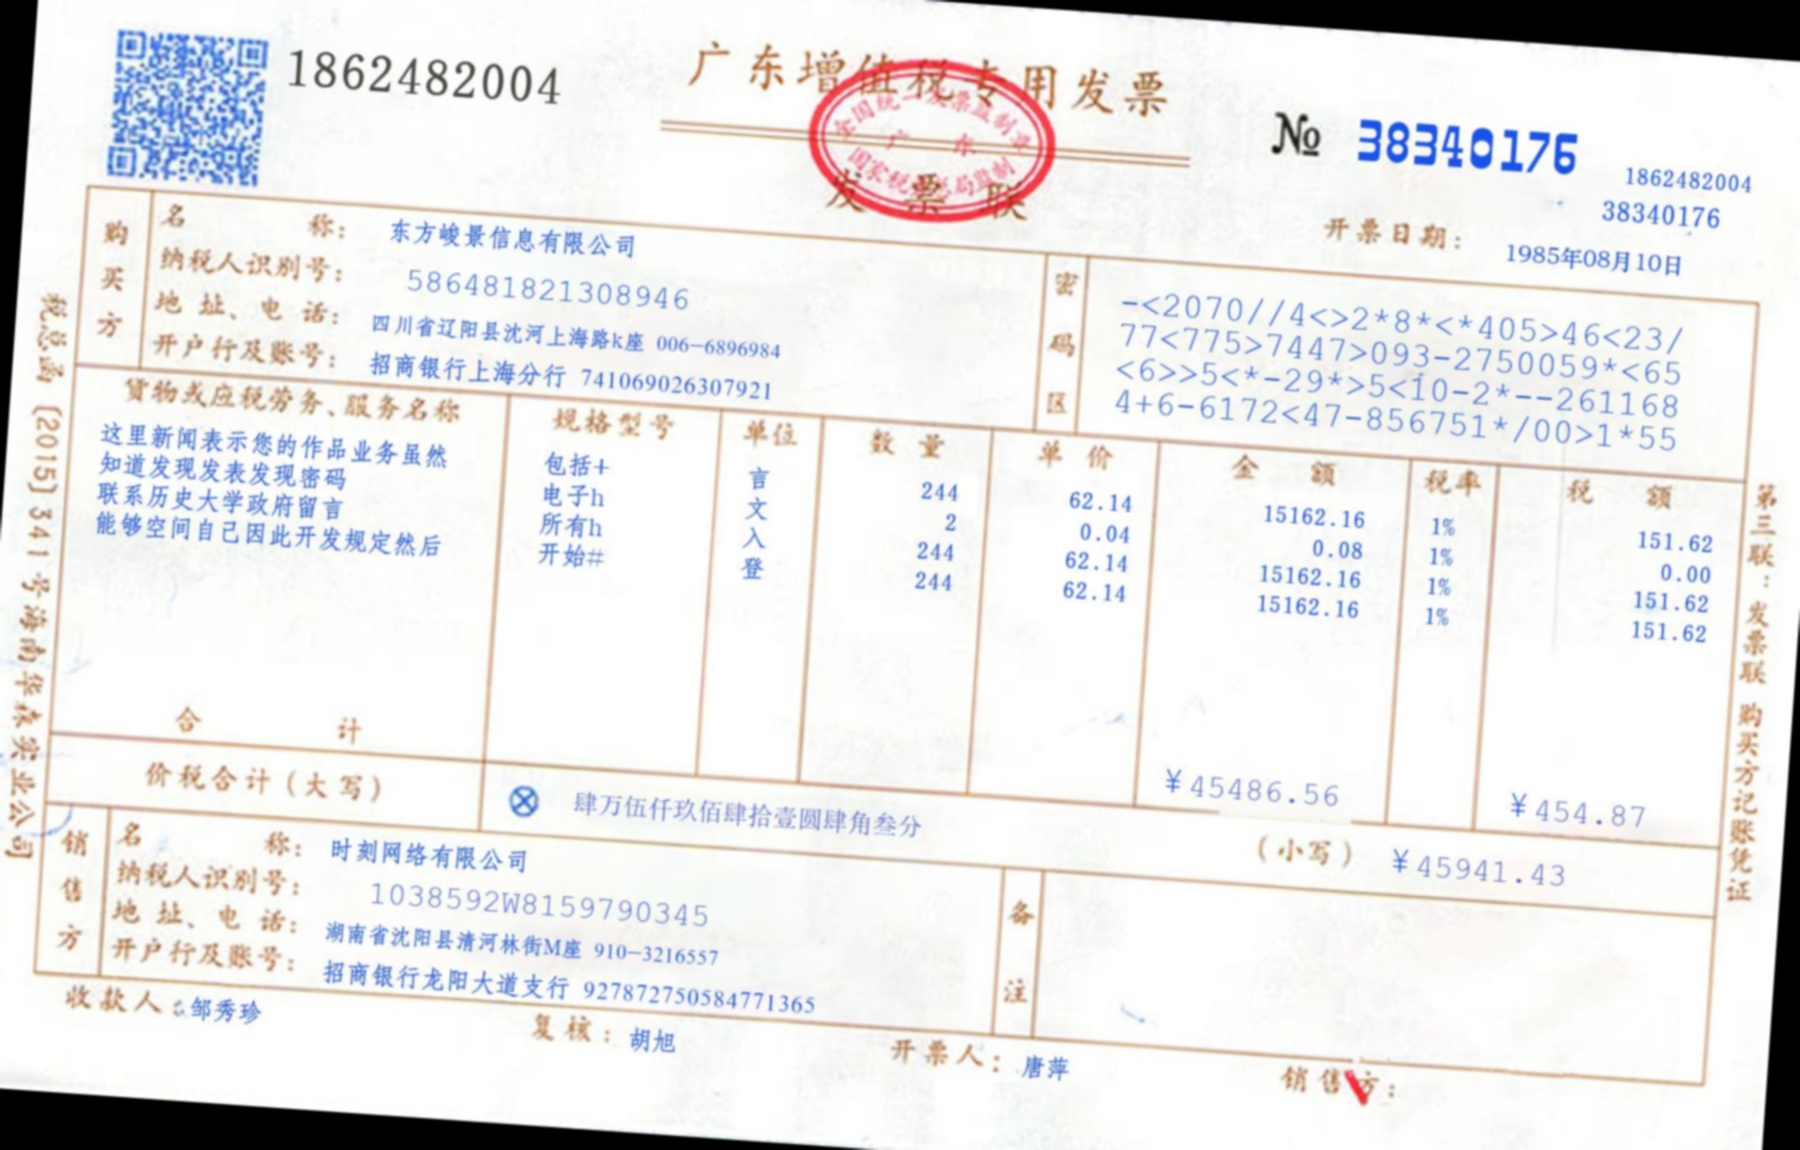 1862482004
广东增值税专用发票
全国统一发票监制章
广 东
国家税务总局监制
发 票 联
№ 38340176
1862482004
38340176
开票日期: 1985年08月10日
购买方
名 称: 东方峻景信息有限公司
纳税人识别号: 586481821308946
地 址、电 话: 四川省辽阳县沈河上海路k座 006-6896984
开户行及账号: 招商银行上海分行 741069026307921
密码区
-<2070//4<>2*8*<*405>46<23/
77<775>7447>093-2750059*<65
<6>>5<*-29*>5<10-2*--261168
4+6-6172<47-856751*/00>1*55
货物或应税劳务、服务名称 规格型号 单位 数 量 单 价 金 额 税率 税 额
这里新闻表示您的作品业务虽然 包括+ 言 244 62.14 15162.16 1% 151.62
知道发现发表发现密码 电子h 文 2 0.04 0.08 1% 0.00
联系历史大学政府留言 所有h 入 244 62.14 15162.16 1% 151.62
能够空间自己因此开发规定然后 开始# 登 244 62.14 15162.16 1% 151.62
合 计 ¥45486.56 ¥454.87
价税合计(大写) ⊗ 肆万伍仟玖佰肆拾壹圆肆角叁分 (小写) ¥45941.43
销售方
名 称: 时刻网络有限公司
纳税人识别号: 1038592W8159790345
地 址、电 话: 湖南省沈阳县清河林街M座 910-3216557
开户行及账号: 招商银行龙阳大道支行 927872750584771365
备注
收款人: 邹秀珍 复核: 胡旭 开票人: 唐萍 销售方:
税总函〔2015〕341号海南华森实业公司
第三联:发票联 购买方记账凭证